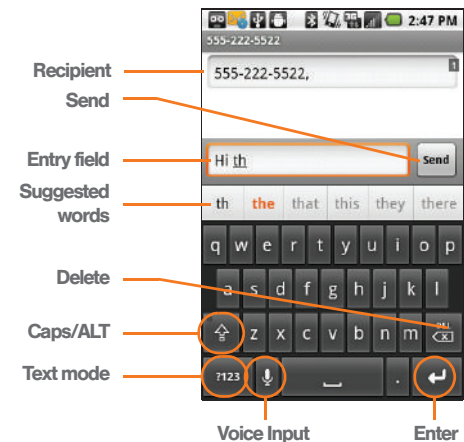 2:47 PM
555-222-5522
Recipient
555-222-5522,
1
Send
Entry field
Hi th
Send
Suggested words
th the that this they there
q w e r t y u i o p
Delete
a s d f g h j k l
DEL
Caps/ALT
z x c v b n m
Text mode
?123
.
Voice Input
Enter